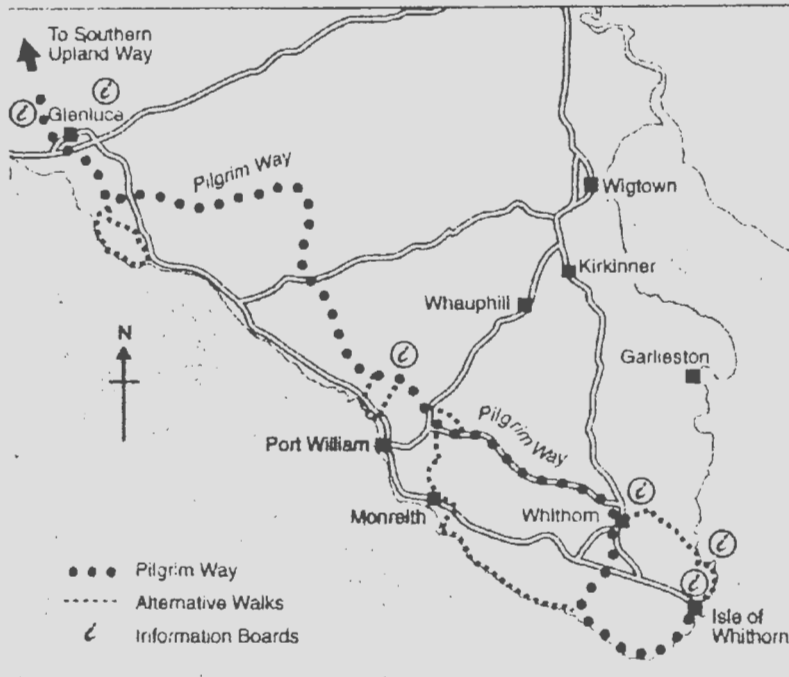 To Southern
Upland Way
i
i
Glenluce
Pilgrim Way
Wigtown
Kirkinner
Whauphill
N
i
Garlieston
Pilgrim Way
Port William
i
Monreith
Whithorn
i
i
Isle of
Whithorn
Pilgrim Way
Alternative Walks
i Information Boards